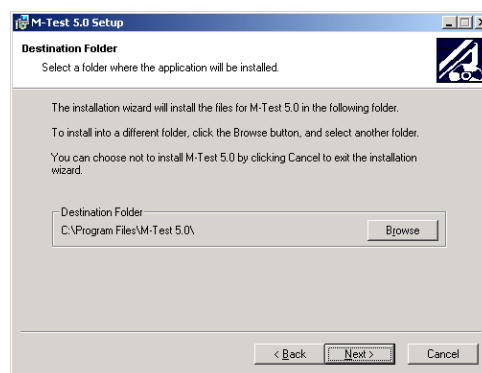 M-Test 5.0 Setup
Destination Folder
Select a folder where the application will be installed.
The installation wizard will install the files for M-Test 5.0 in the following folder.
To install into a different folder, click the Browse button, and select another folder.
You can choose not to install M-Test 5.0 by clicking Cancel to exit the installation
wizard.
Destination Folder
C:\Program Files\M-Test 5.0\
Browse
< Back
Next >
Cancel